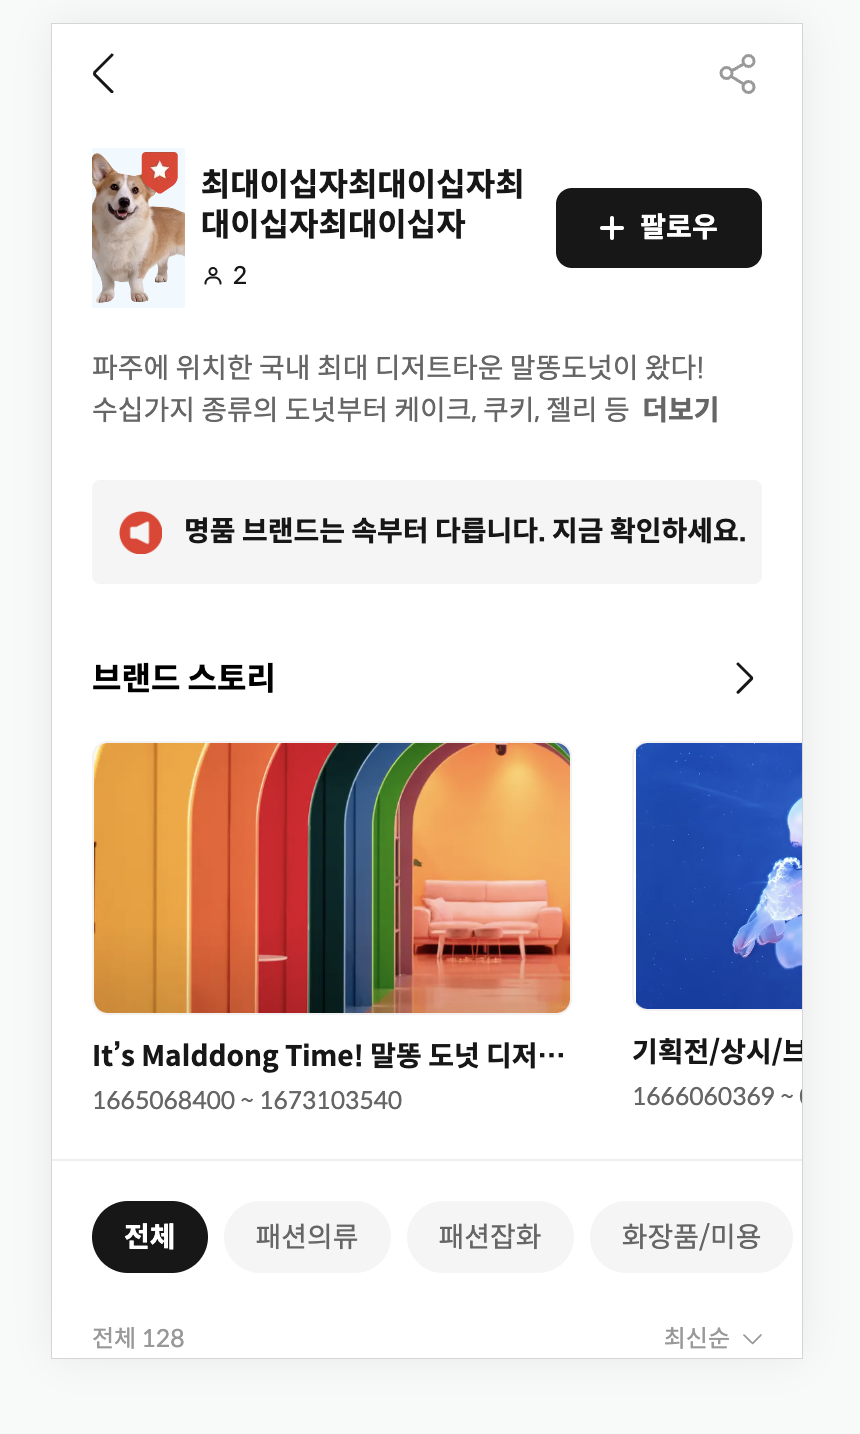 최대이십자최대이십자최
대이십자최대이십자
2
+ 팔로우
파주에 위치한 국내 최대 디저트타운 말똥도넛이 왔다!
수십가지 종류의 도넛부터 케이크, 쿠키, 젤리 등 더보기
명품 브랜드는 속부터 다릅니다. 지금 확인하세요.
브랜드 스토리
It’s Malddong Time! 말똥 도넛 디저…
1665068400 ~ 1673103540
기획전/상시/브
1666060369 ~
전체
패션의류
패션잡화
화장품/미용
전체 128
최신순